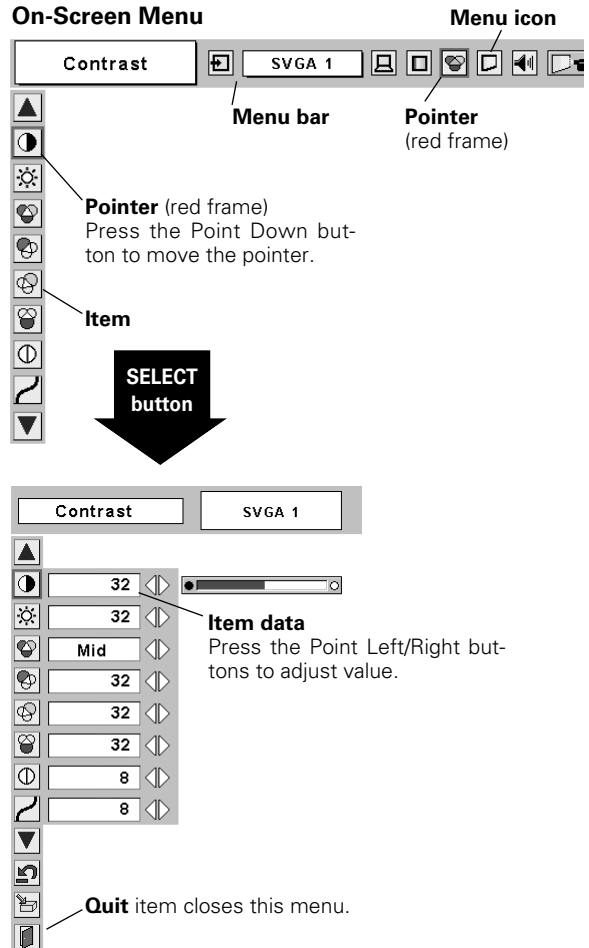 On-Screen Menu
Menu icon
Contrast
SVGA 1
Menu bar
Pointer
(red frame)
Pointer (red frame)
Press the Point Down but-
ton to move the pointer.
Item
SELECT
button
Contrast
SVGA 1
32
32
Item data
Mid
Press the Point Left/Right but-
tons to adjust value.
32
32
32
8
8
Quit item closes this menu.